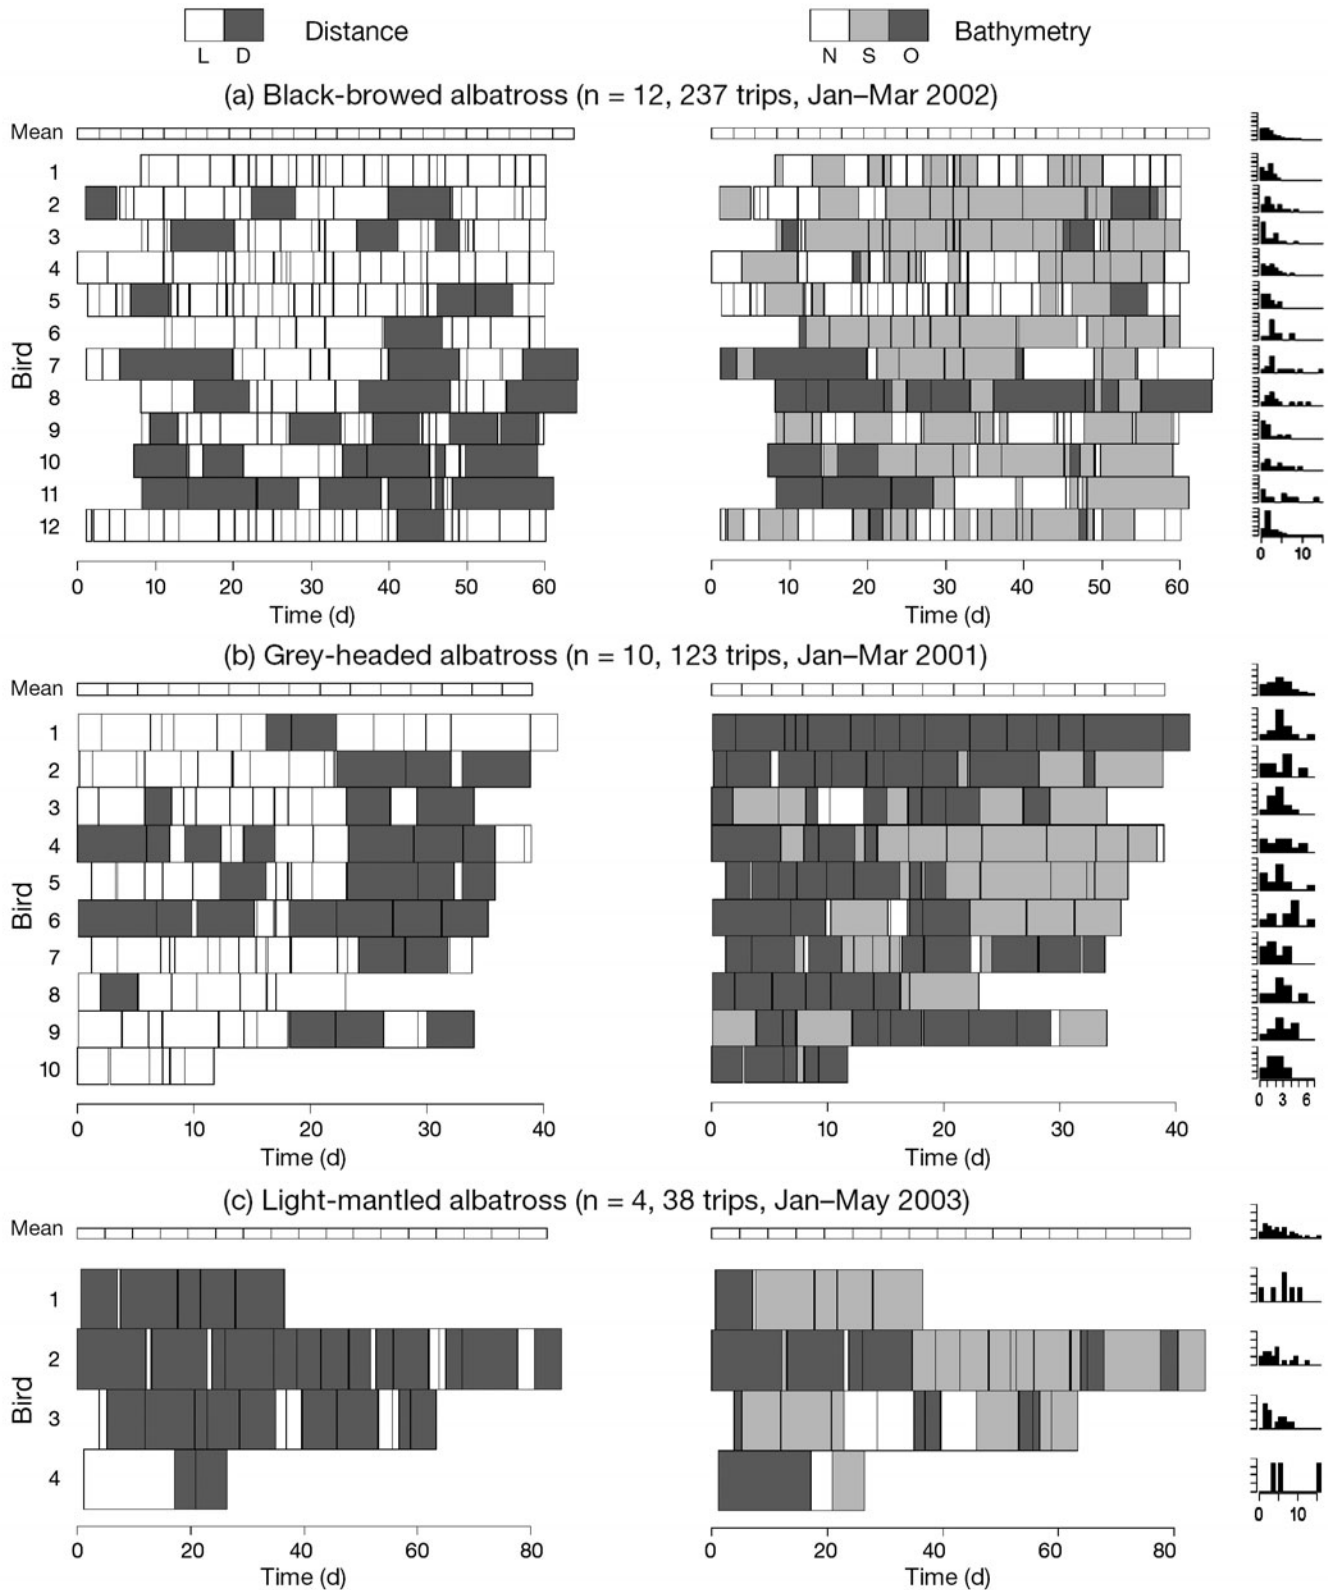 L D Distance
N S O Bathymetry
(a) Black-browed albatross (n = 12, 237 trips, Jan–Mar 2002)
Mean
1
2
3
4
5
6
7
8
9
10
11
12
Bird
0 10 20 30 40 50 60
Time (d)
0 10 20 30 40 50 60
Time (d)
0 10
(b) Grey-headed albatross (n = 10, 123 trips, Jan–Mar 2001)
Mean
1
2
3
4
5
6
7
8
9
10
Bird
0 10 20 30 40
Time (d)
0 10 20 30 40
Time (d)
0 3 6
(c) Light-mantled albatross (n = 4, 38 trips, Jan–May 2003)
Mean
1
2
3
4
Bird
0 20 40 60 80
Time (d)
0 20 40 60 80
Time (d)
0 10